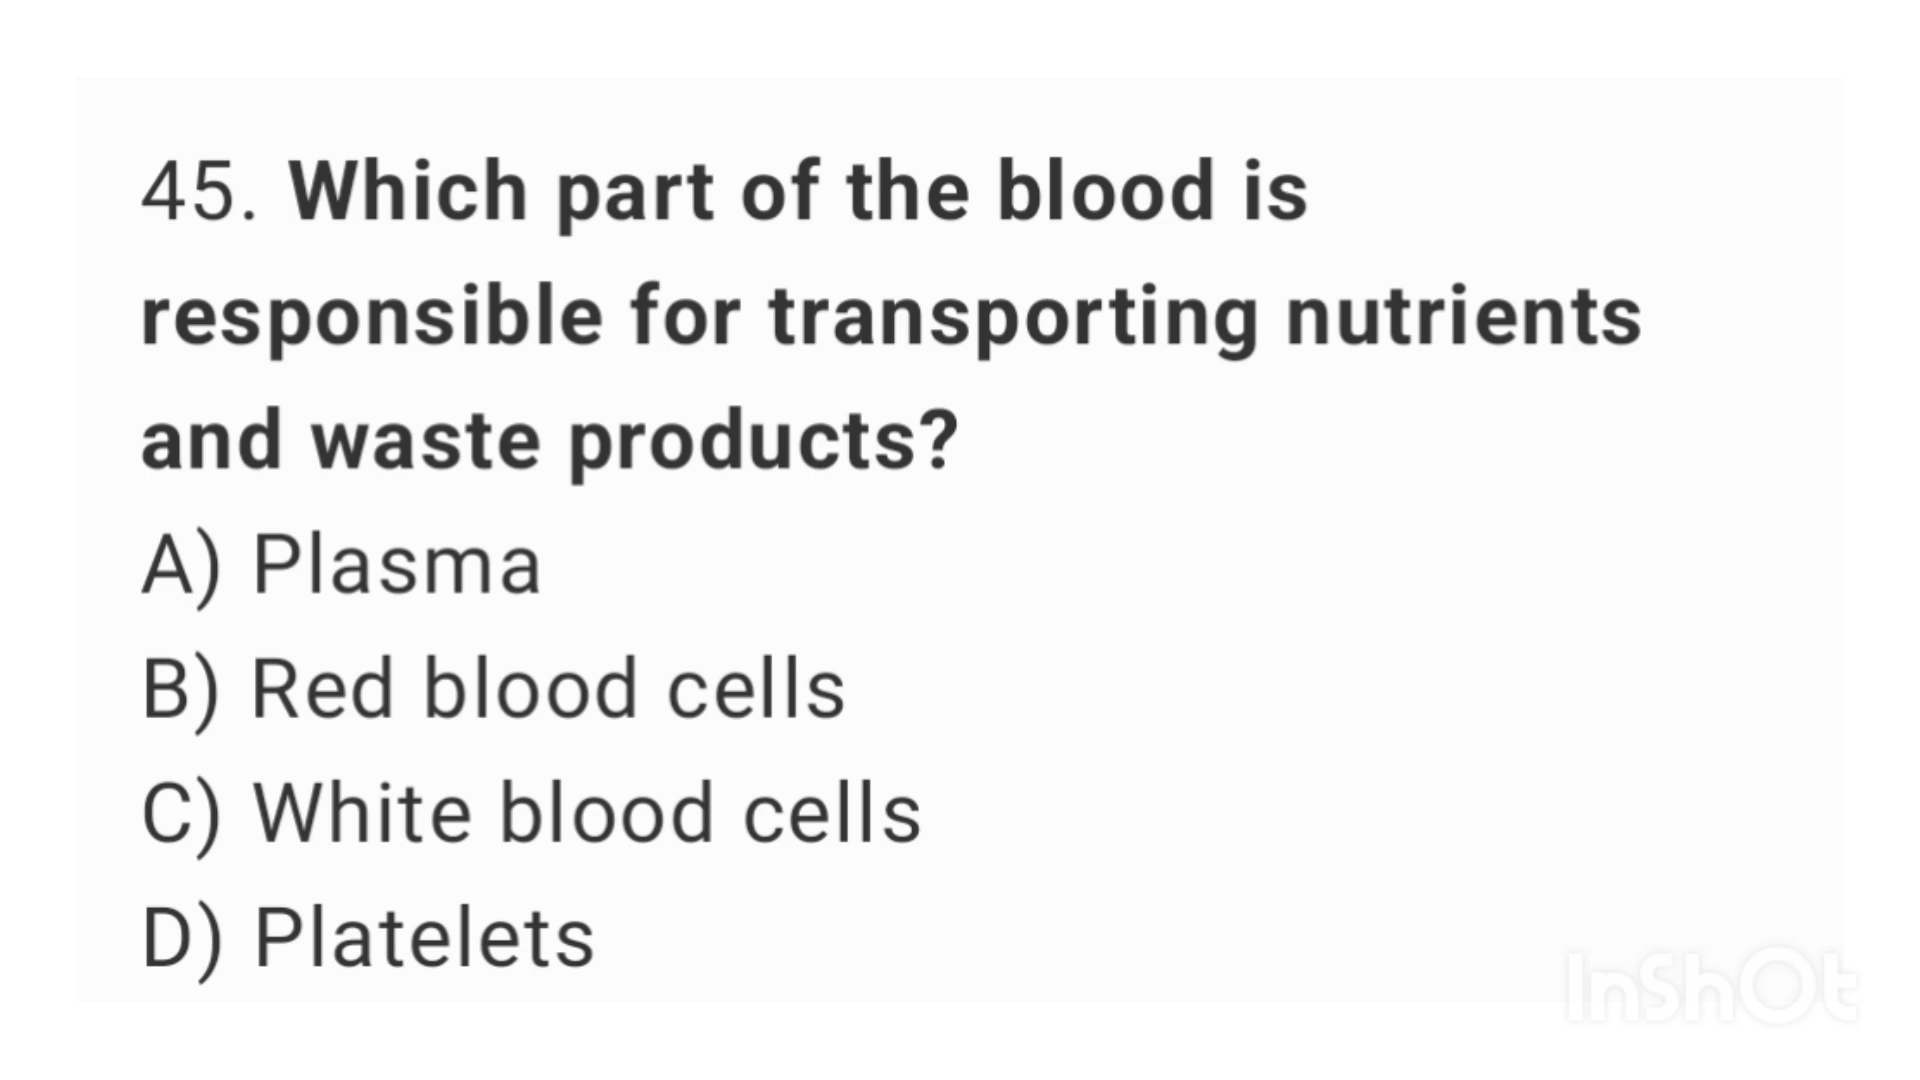 45. Which part of the blood is
responsible for transporting nutrients
and waste products?
A) Plasma
B) Red blood cells
C) White blood cells
D) Platelets
InShOt